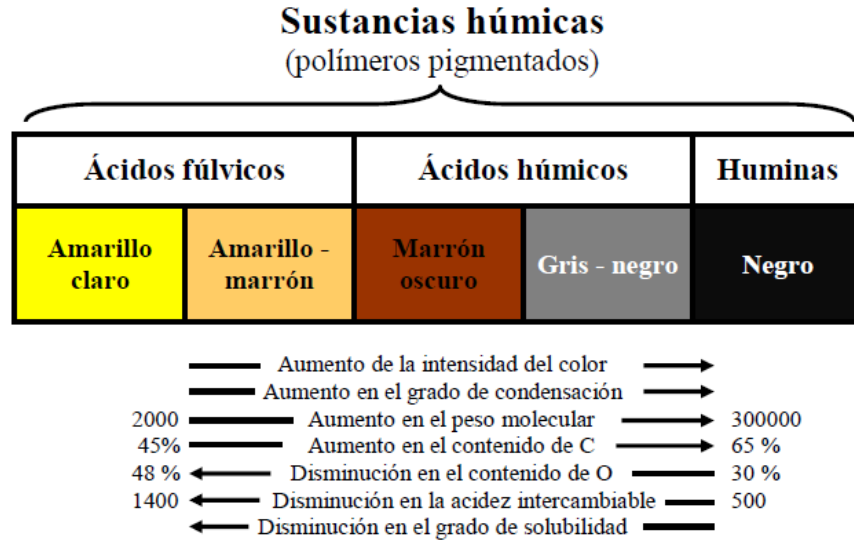 Sustancias húmicas
(polímeros pigmentados)
Ácidos fúlvicos
Ácidos húmicos
Huminas
Amarillo
claro
Amarillo -
marrón
Marrón
oscuro
Gris - negro
Negro
Aumento de la intensidad del color
Aumento en el grado de condensación
2000 Aumento en el peso molecular 300000
45% Aumento en el contenido de C 65 %
48 % Disminución en el contenido de O 30 %
1400 Disminución en la acidez intercambiable 500
Disminución en el grado de solubilidad